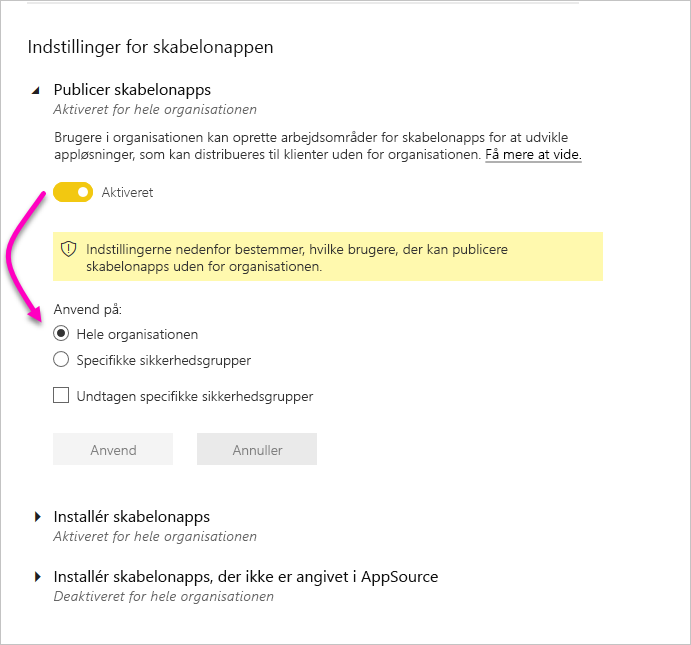 Indstillinger for skabelonappen
Publicer skabelonapps
Aktiveret for hele organisationen
Brugere i organisationen kan oprette arbejdsområder for skabelonapps for at udvikle
appløsninger, som kan distribueres til klienter uden for organisationen. Få mere at vide.
Aktiveret
Indstillingerne nedenfor bestemmer, hvilke brugere, der kan publicere
skabelonapps uden for organisationen.
Anvend på:
Hele organisationen
Specifikke sikkerhedsgrupper
Undtagen specifikke sikkerhedsgrupper
Anvend
Annuller
Installér skabelonapps
Aktiveret for hele organisationen
Installér skabelonapps, der ikke er angivet i AppSource
Deaktiveret for hele organisationen